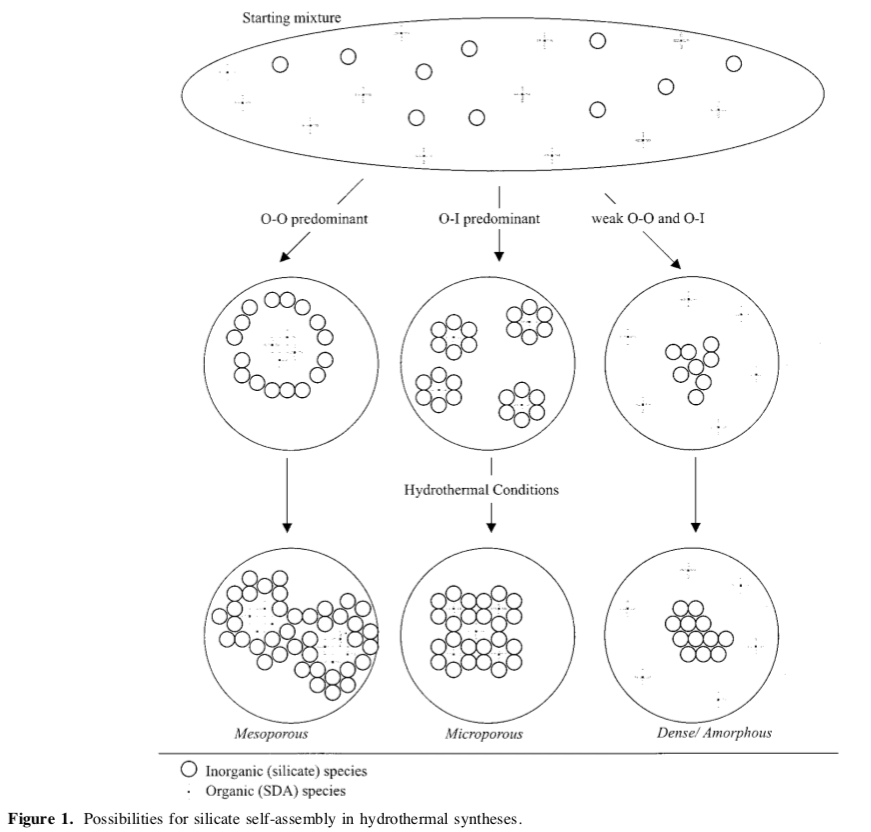 Starting mixture
O-O predominant
O-I predominant
weak O-O and O-I
Hydrothermal Conditions
Mesoporous
Microporous
Dense/ Amorphous
Inorganic (silicate) species
Organic (SDA) species
Figure 1. Possibilities for silicate self-assembly in hydrothermal syntheses.